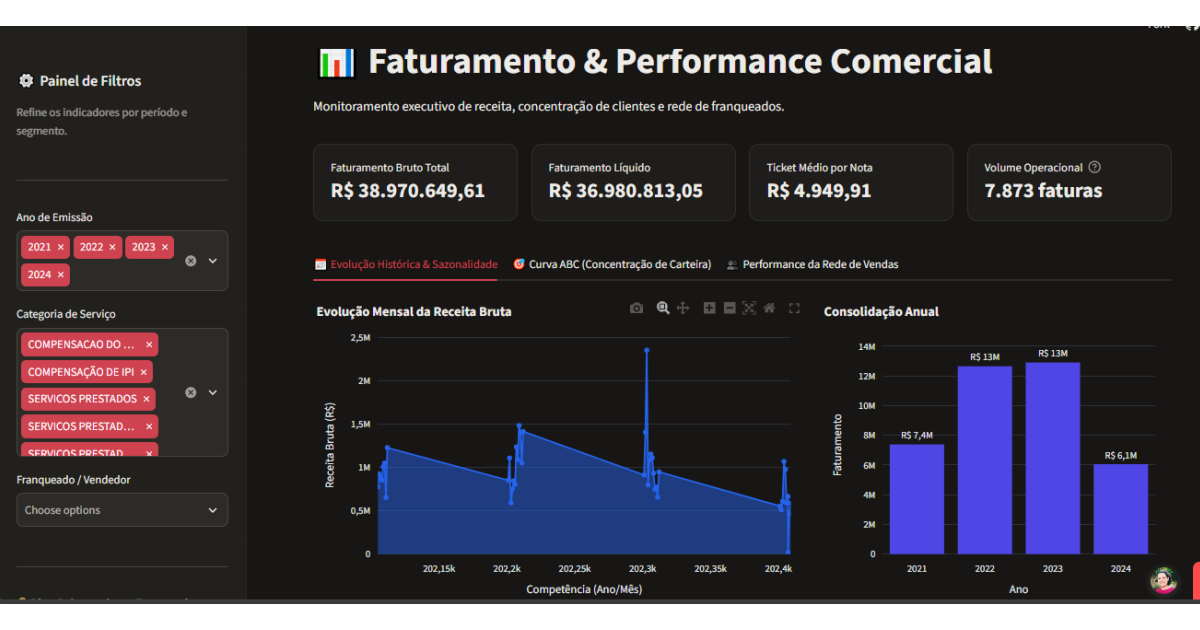 Painel de Filtros
Refine os indicadores por período e
segmento.
Ano de Emissão
2021 × 2022 × 2023 ×
2024 ×
Categoria de Serviço
COMPENSACAO DO ... ×
COMPENSAÇÃO DE IPI ×
SERVICOS PRESTADOS ×
SERVICOS PRESTAD... ×
SERVICOS PRESTAD... ×
Franqueado / Vendedor
Choose options
Faturamento & Performance Comercial
Monitoramento executivo de receita, concentração de clientes e rede de franqueados.
Faturamento Bruto Total
R$ 38.970.649,61
Faturamento Líquido
R$ 36.980.813,05
Ticket Médio por Nota
R$ 4.949,91
Volume Operacional
7.873 faturas
Evolução Histórica & Sazonalidade
Curva ABC (Concentração de Carteira)
Performance da Rede de Vendas
Evolução Mensal da Receita Bruta
Receita Bruta (R$)
2,5M
2M
1,5M
1M
0,5M
0
202,15k 202,2k 202,25k 202,3k 202,35k 202,4k
Competência (Ano/Mês)
Consolidação Anual
Faturamento
14M
12M
10M
8M
6M
4M
2M
0
R$ 7,4M
R$ 13M
R$ 13M
R$ 6,1M
2021 2022 2023 2024
Ano